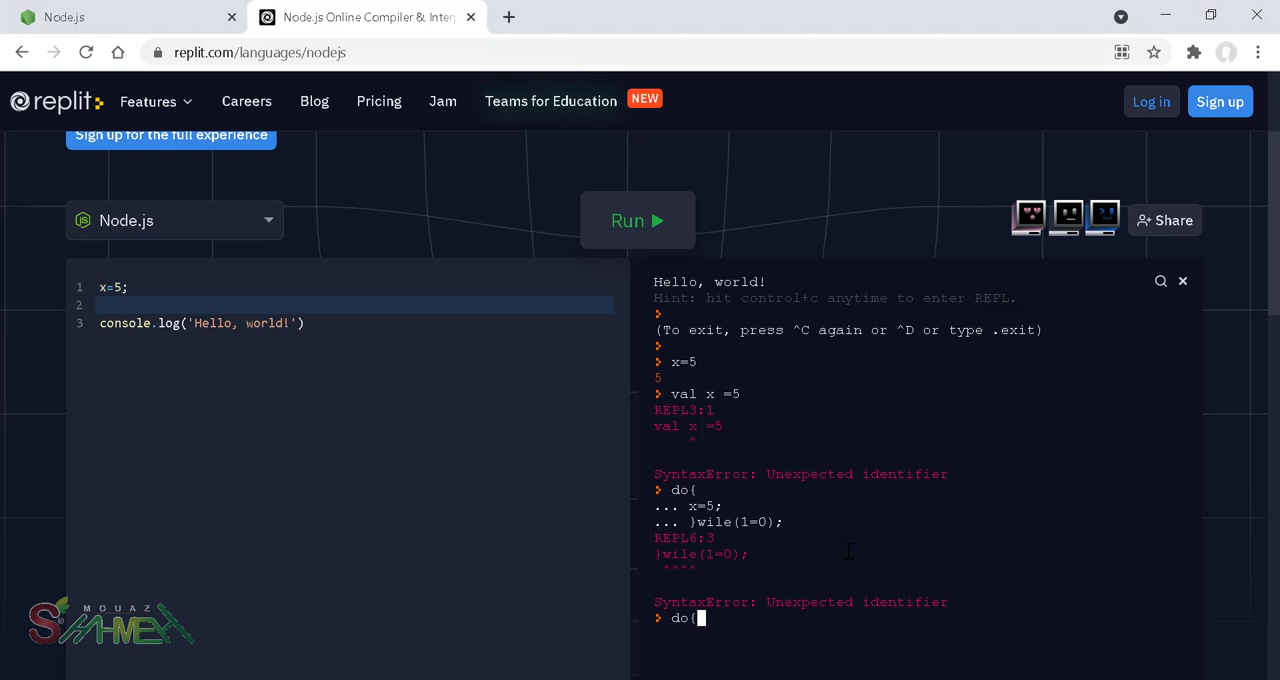 Node.js
Node.js Online Compiler & Interp
replit.com/languages/nodejs
replit
Features
Careers
Blog
Pricing
Jam
Teams for Education
NEW
Log in
Sign up
Sign up for the full experience
Node.js
Run
Share
1 x=5;
2
3 console.log('Hello, world!')
Hello, world!
Hint: hit control+c anytime to enter REPL.
(To exit, press ^C again or ^D or type .exit)
x=5
5
val x =5
REPL3:1
val x =5
^
SyntaxError: Unexpected identifier
do{
... x=5;
... }wile(1=0);
REPL6:3
}wile(1=0);
^^^^
SyntaxError: Unexpected identifier
do{
MOUAZ